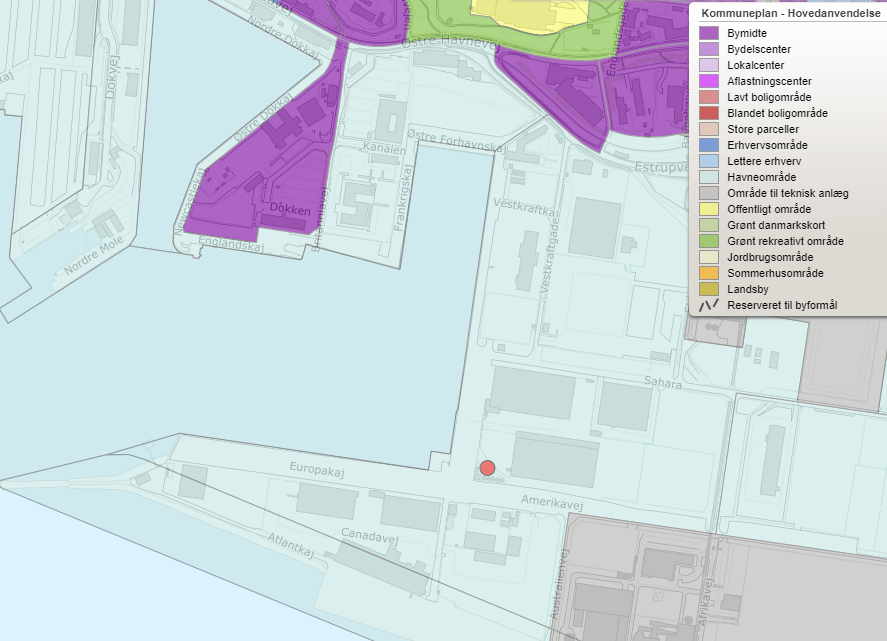 Kommuneplan - Hovedanvendelse
Bymidte
Bydelscenter
Lokalcenter
Aflastningscenter
Lavt boligområde
Blandet boligområde
Store parceller
Erhvervsområde
Lettere erhverv
Havneområde
Område til teknisk anlæg
Offentligt område
Grønt danmarkskort
Grønt rekreativt område
Jordbrugsområde
Sommerhusområde
Landsby
Reserveret til byformål
Nordre Dokkaj
Østre Havnevej
Dokvej
Østre Dokkaj
Kanalen
Østre Forhavnskaj
Estrupvej
Newcastlekaj
Dokken
Britanniavej
Frankrigskaj
Englandskaj
Nordre Mole
Vestkraftkaj
Vestkraftgade
Sahara
Europakaj
Amerikavej
Canadavej
Atlantkaj
Australienvej
Afrikavej